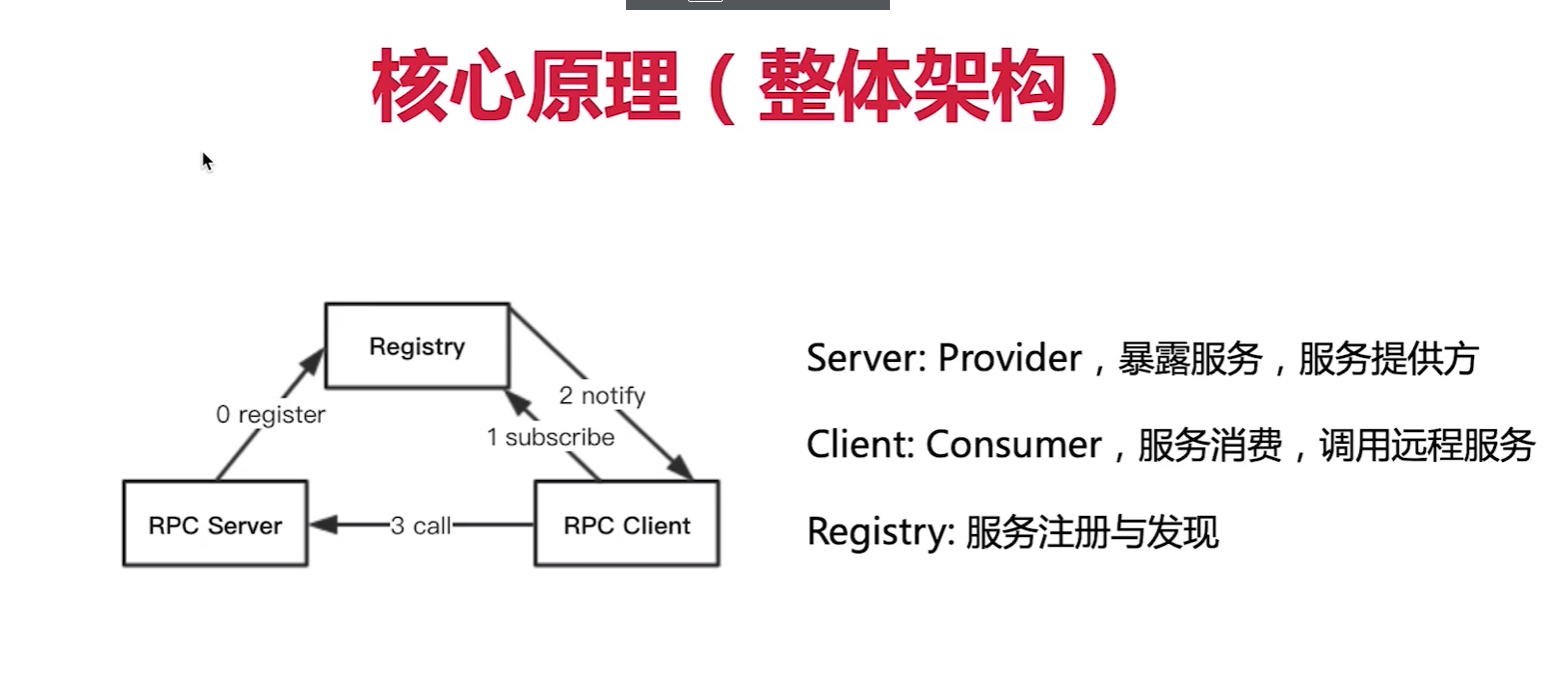 核心原理（整体架构）
Registry
2 notify
0 register
1 subscribe
RPC Server
3 call
RPC Client
Server: Provider，暴露服务，服务提供方
Client: Consumer，服务消费，调用远程服务
Registry: 服务注册与发现